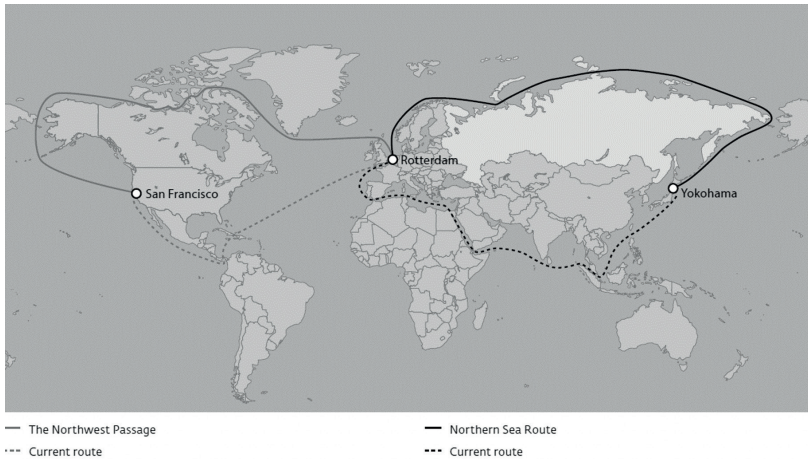 Rotterdam
San Francisco
Yokohama
The Northwest Passage
Northern Sea Route
Current route
Current route